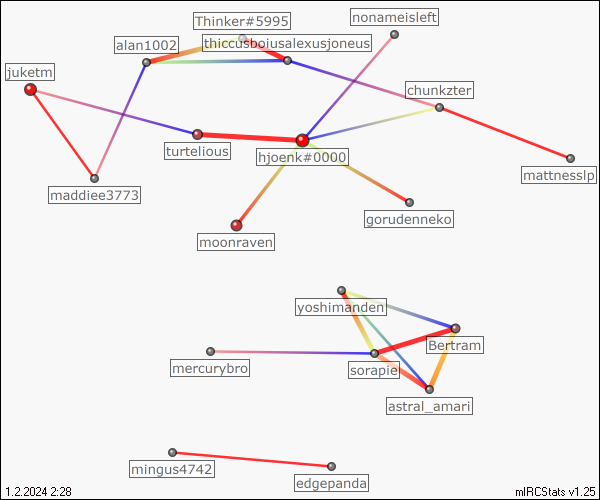 Thinker#5995
nonameisleft
alan1002
thiccusboiusalexusjoneus
juketm
chunkzter
turtelious
hjoenk#0000
mattnesslp
maddiee3773
gorudenneko
moonraven
yoshimanden
Bertram
mercurybro
sorapie
astral_amari
mingus4742
edgepanda
1.2.2024 2:28
mIRCStats v1.25